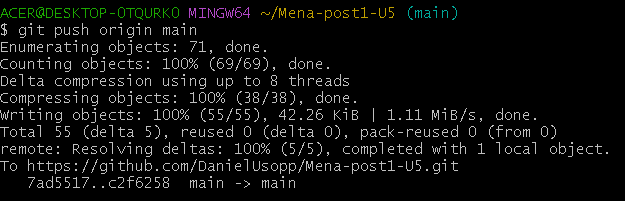 ACER@DESKTOP-OTQURKO MINGW64 ~/Mena-post1-U5 (main)
$ git push origin main
Enumerating objects: 71, done.
Counting objects: 100% (69/69), done.
Delta compression using up to 8 threads
Compressing objects: 100% (38/38), done.
Writing objects: 100% (55/55), 42.26 KiB | 1.11 MiB/s, done.
Total 55 (delta 5), reused 0 (delta 0), pack-reused 0 (from 0)
remote: Resolving deltas: 100% (5/5), completed with 1 local object.
To https://github.com/DanielUsopp/Mena-post1-U5.git
   7ad5517..c2f6258  main -> main